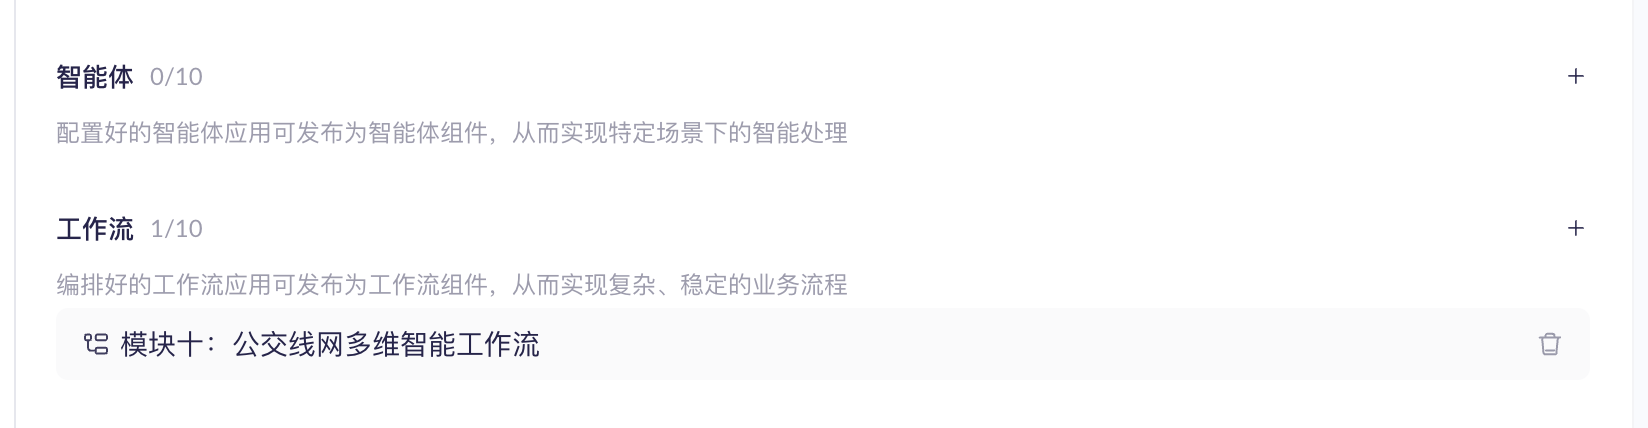 智能体 0/10
配置好的智能体应用可发布为智能体组件，从而实现特定场景下的智能处理
工作流 1/10
编排好的工作流应用可发布为工作流组件，从而实现复杂、稳定的业务流程
模块十：公交线网多维智能工作流